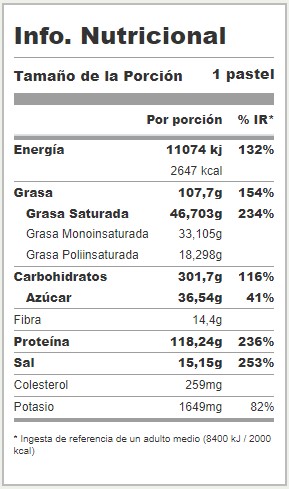 Info. Nutricional
Tamaño de la Porción 1 pastel
Por porción % IR*
Energía 11074 kj 132%
2647 kcal
Grasa 107,7g 154%
Grasa Saturada 46,703g 234%
Grasa Monoinsaturada 33,105g
Grasa Poliinsaturada 18,298g
Carbohidratos 301,7g 116%
Azúcar 36,54g 41%
Fibra 14,4g
Proteína 118,24g 236%
Sal 15,15g 253%
Colesterol 259mg
Potasio 1649mg 82%
* Ingesta de referencia de un adulto medio (8400 kJ / 2000
kcal)